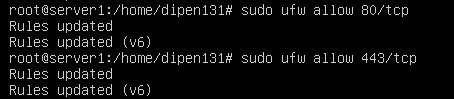 root@server1:/home/dipen131# sudo ufw allow 80/tcp
Rules updated
Rules updated (v6)
root@server1:/home/dipen131# sudo ufw allow 443/tcp
Rules updated
Rules updated (v6)